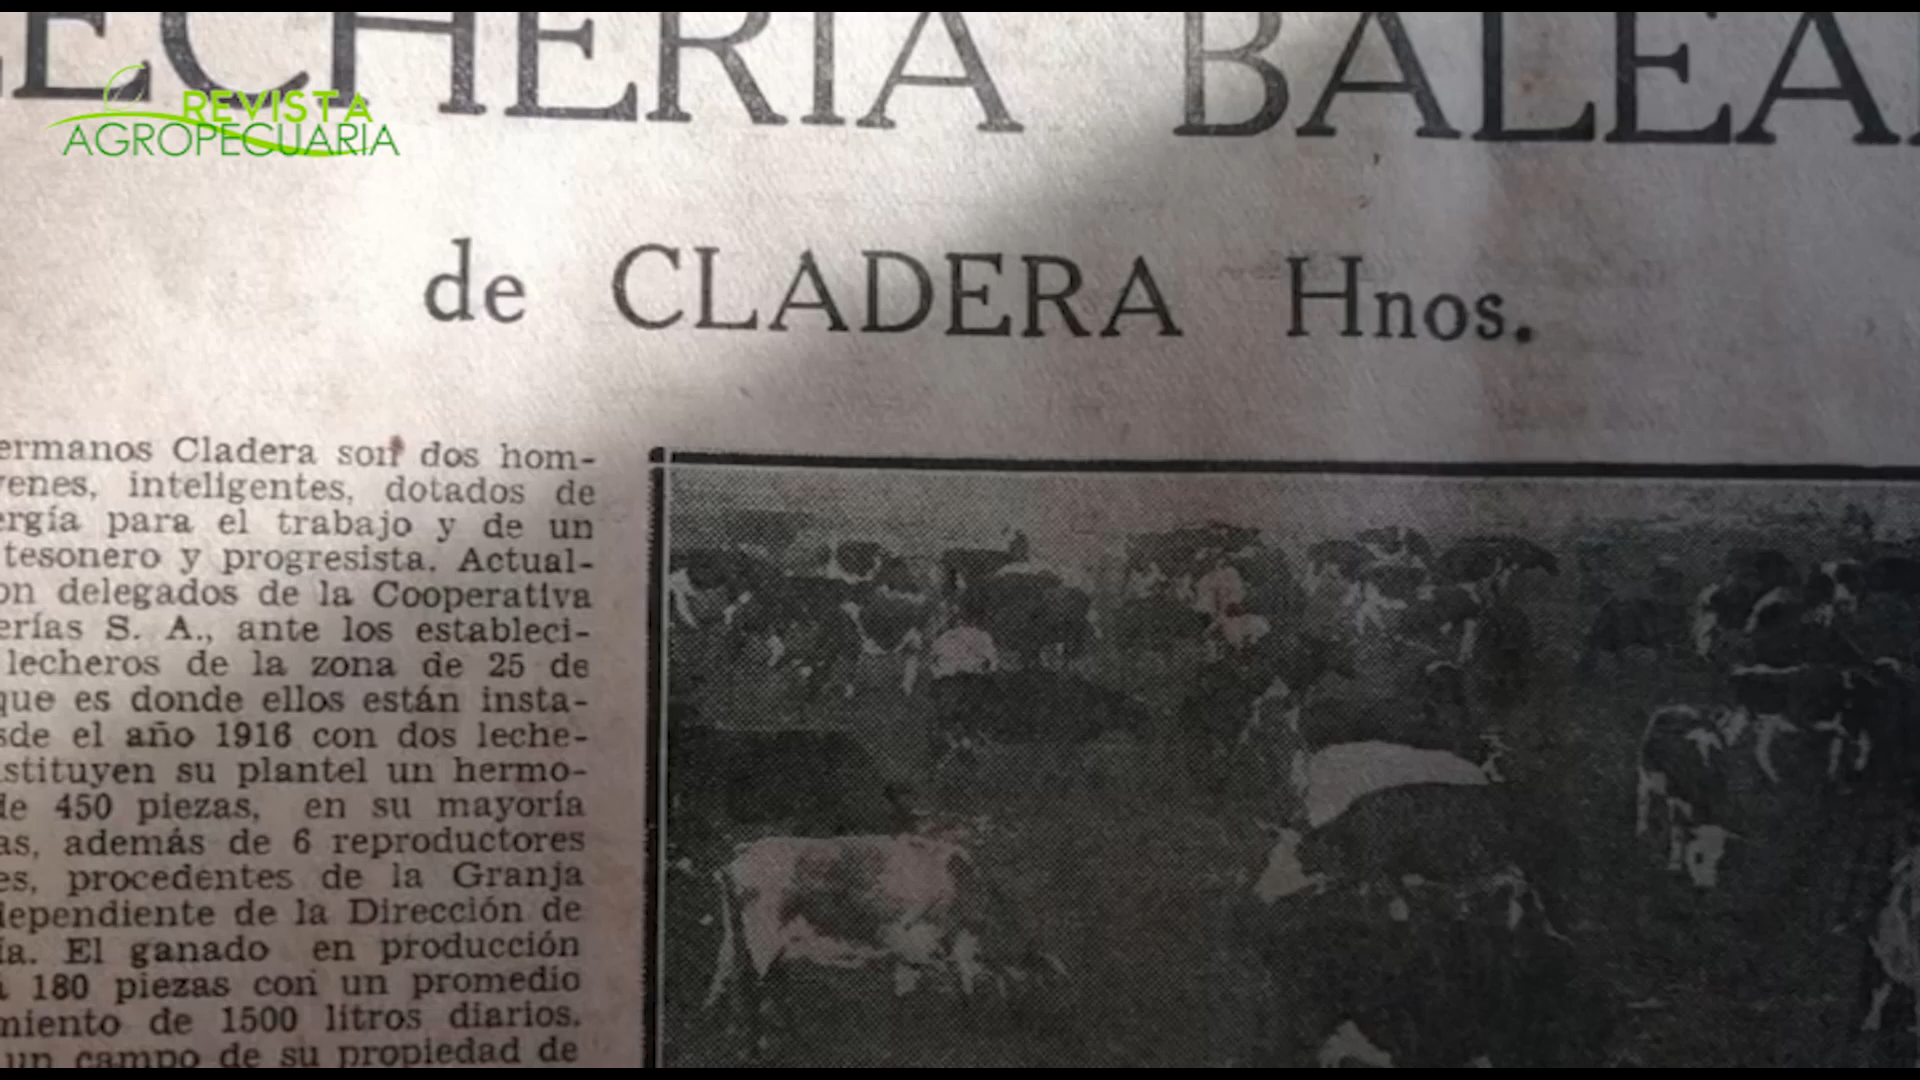 LECHERIA BALEA
REVISTA
AGROPECUARIA
de CLADERA Hnos.
ermanos Cladera son dos hom-
venes, inteligentes, dotados de
ergía para el trabajo y de un
tesonero y progresista. Actual-
on delegados de la Cooperativa
erías S. A., ante los estableci-
lecheros de la zona de 25 de
que es donde ellos están insta-
sde el año 1916 con dos leche-
stituyen su plantel un hermo-
de 450 piezas, en su mayoría
as, además de 6 reproductores
es, procedentes de la Granja
dependiente de la Dirección de
ía. El ganado en producción
a 180 piezas con un promedio
miento de 1500 litros diarios.
un campo de su propiedad de